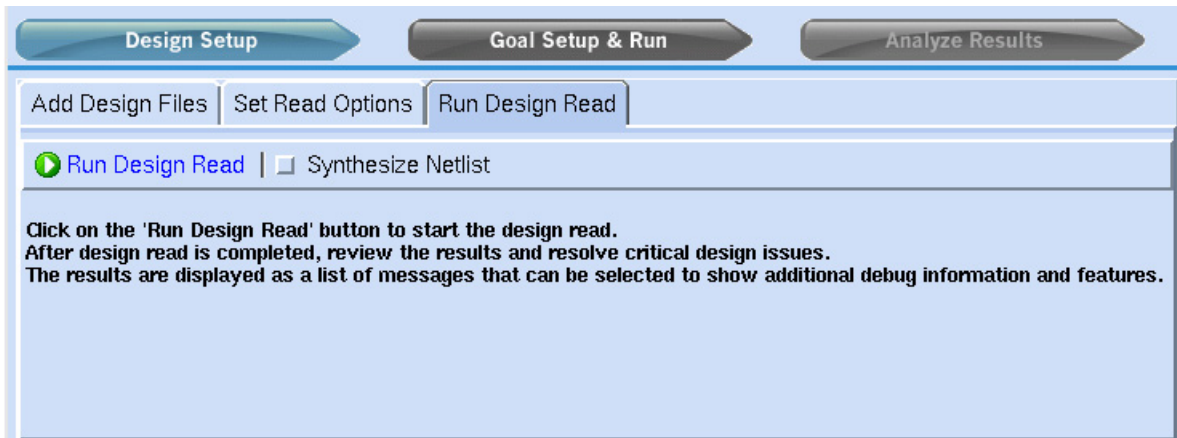 Design Setup Goal Setup & Run Analyze Results
Add Design Files Set Read Options Run Design Read
Run Design Read | Synthesize Netlist
Click on the 'Run Design Read' button to start the design read.
After design read is completed, review the results and resolve critical design issues.
The results are displayed as a list of messages that can be selected to show additional debug information and features.